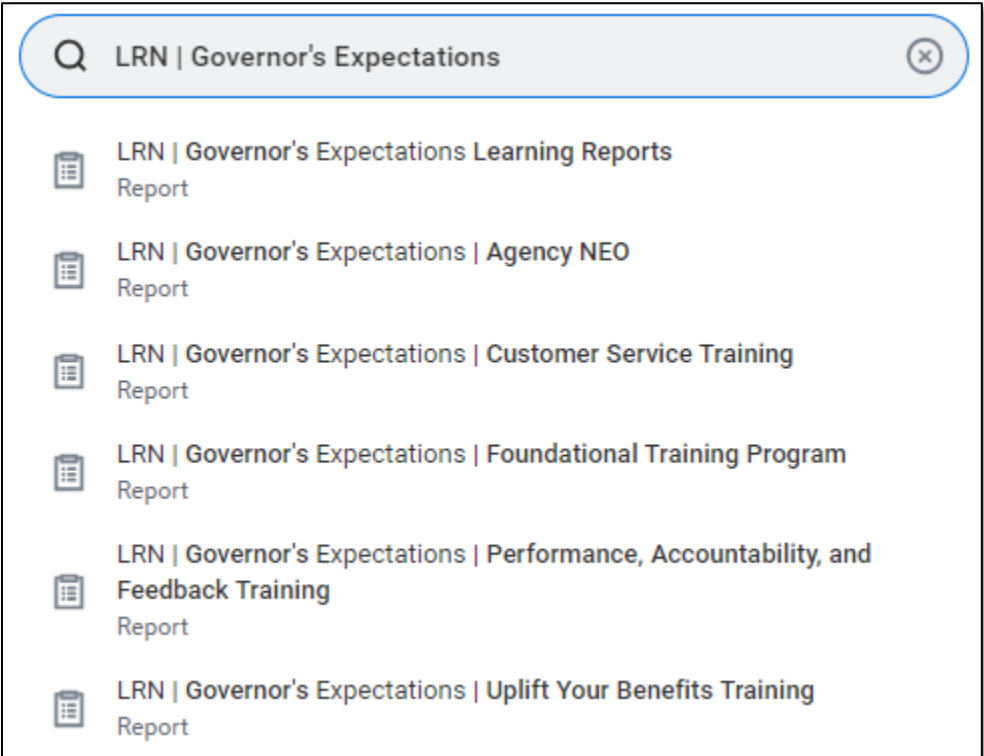 LRN | Governor's Expectations
LRN | Governor's Expectations Learning Reports
Report
LRN | Governor's Expectations | Agency NEO
Report
LRN | Governor's Expectations | Customer Service Training
Report
LRN | Governor's Expectations | Foundational Training Program
Report
LRN | Governor's Expectations | Performance, Accountability, and
Feedback Training
Report
LRN | Governor's Expectations | Uplift Your Benefits Training
Report